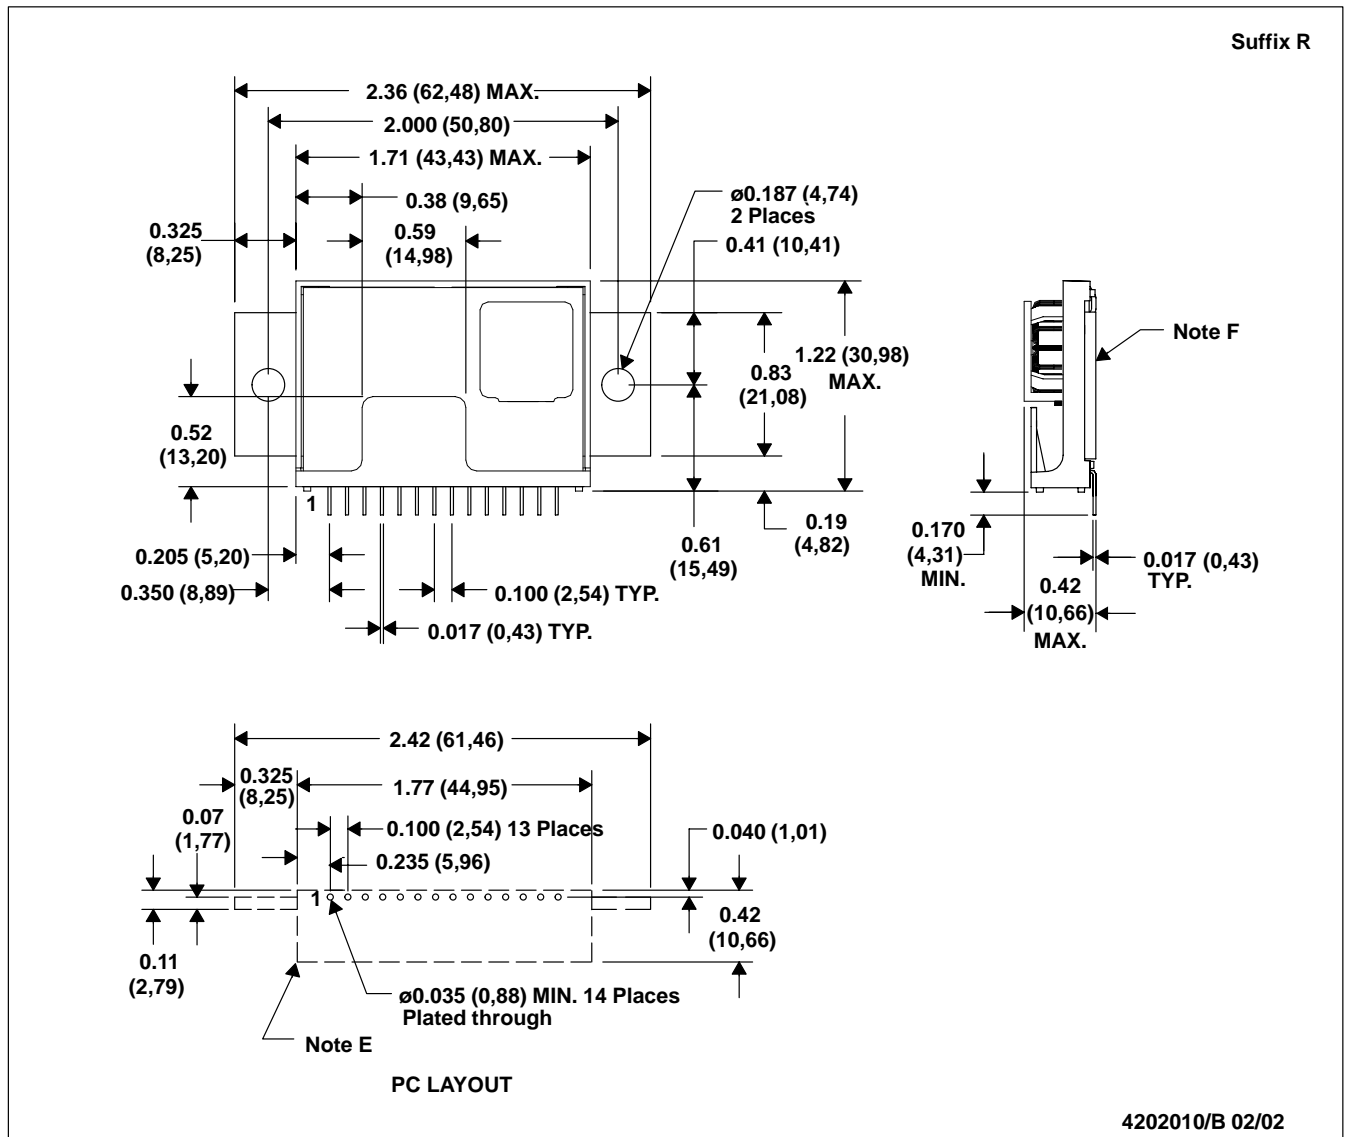 Suffix R
2.36 (62,48) MAX.
2.000 (50,80)
1.71 (43,43) MAX.
0.38 (9,65)
ø0.187 (4,74)
2 Places
0.325
(8,25)
0.59
(14,98)
0.41 (10,41)
Note F
1.22 (30,98)
MAX.
0.83
(21,08)
0.52
(13,20)
1
0.19
(4,82)
0.170
(4,31)
MIN.
0.61
(15,49)
0.205 (5,20)
0.017 (0,43)
TYP.
0.350 (8,89)
0.100 (2,54) TYP.
0.42
(10,66)
MAX.
0.017 (0,43) TYP.
2.42 (61,46)
0.325
(8,25)
1.77 (44,95)
0.07
(1,77)
0.100 (2,54) 13 Places
0.040 (1,01)
0.235 (5,96)
1
0.42
(10,66)
0.11
(2,79)
ø0.035 (0,88) MIN. 14 Places
Plated through
Note E
PC LAYOUT
4202010/B 02/02